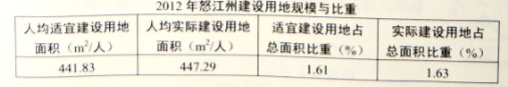 2012 年怒江州建设用地规模与比重
人均适宜建设用地 人均实际建设用地 适宜建设用地占 实际建设用地占
面积（m²/人） 面积（m²/人） 总面积比重（%） 总面积比重（%）
441.83 447.29 1.61 1.63